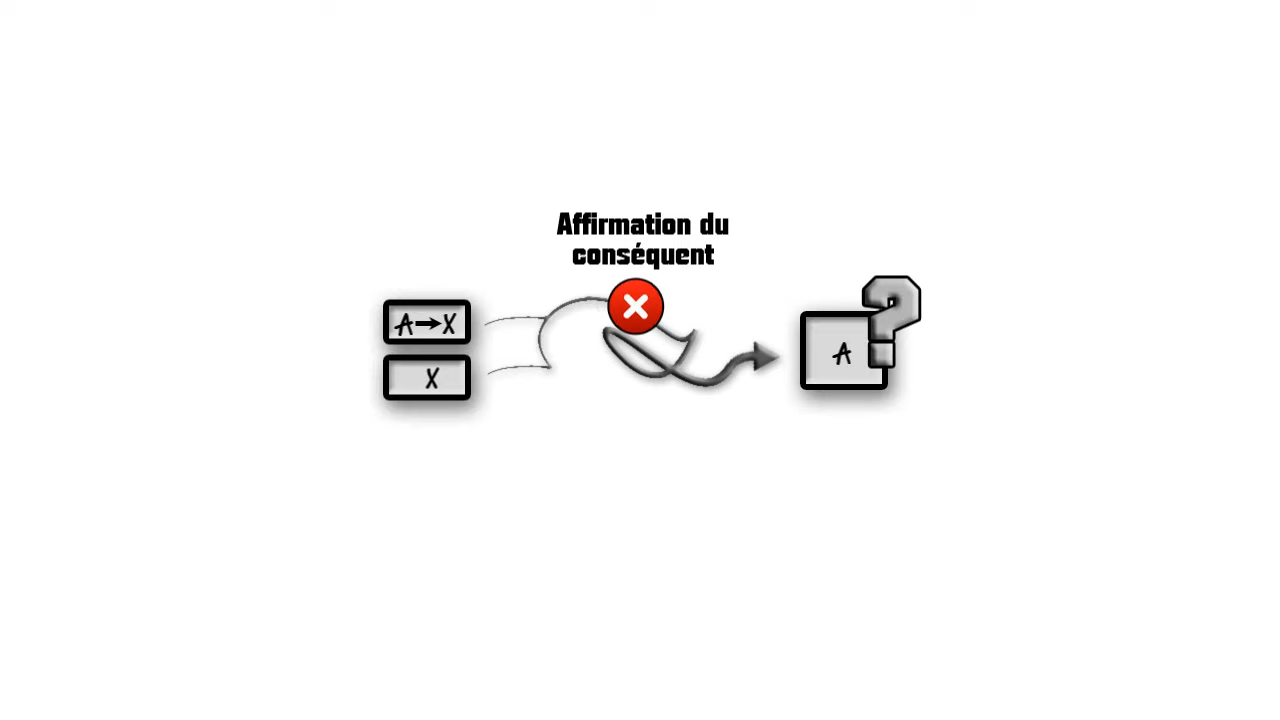 Affirmation du
conséquent
A→X
X
A
?